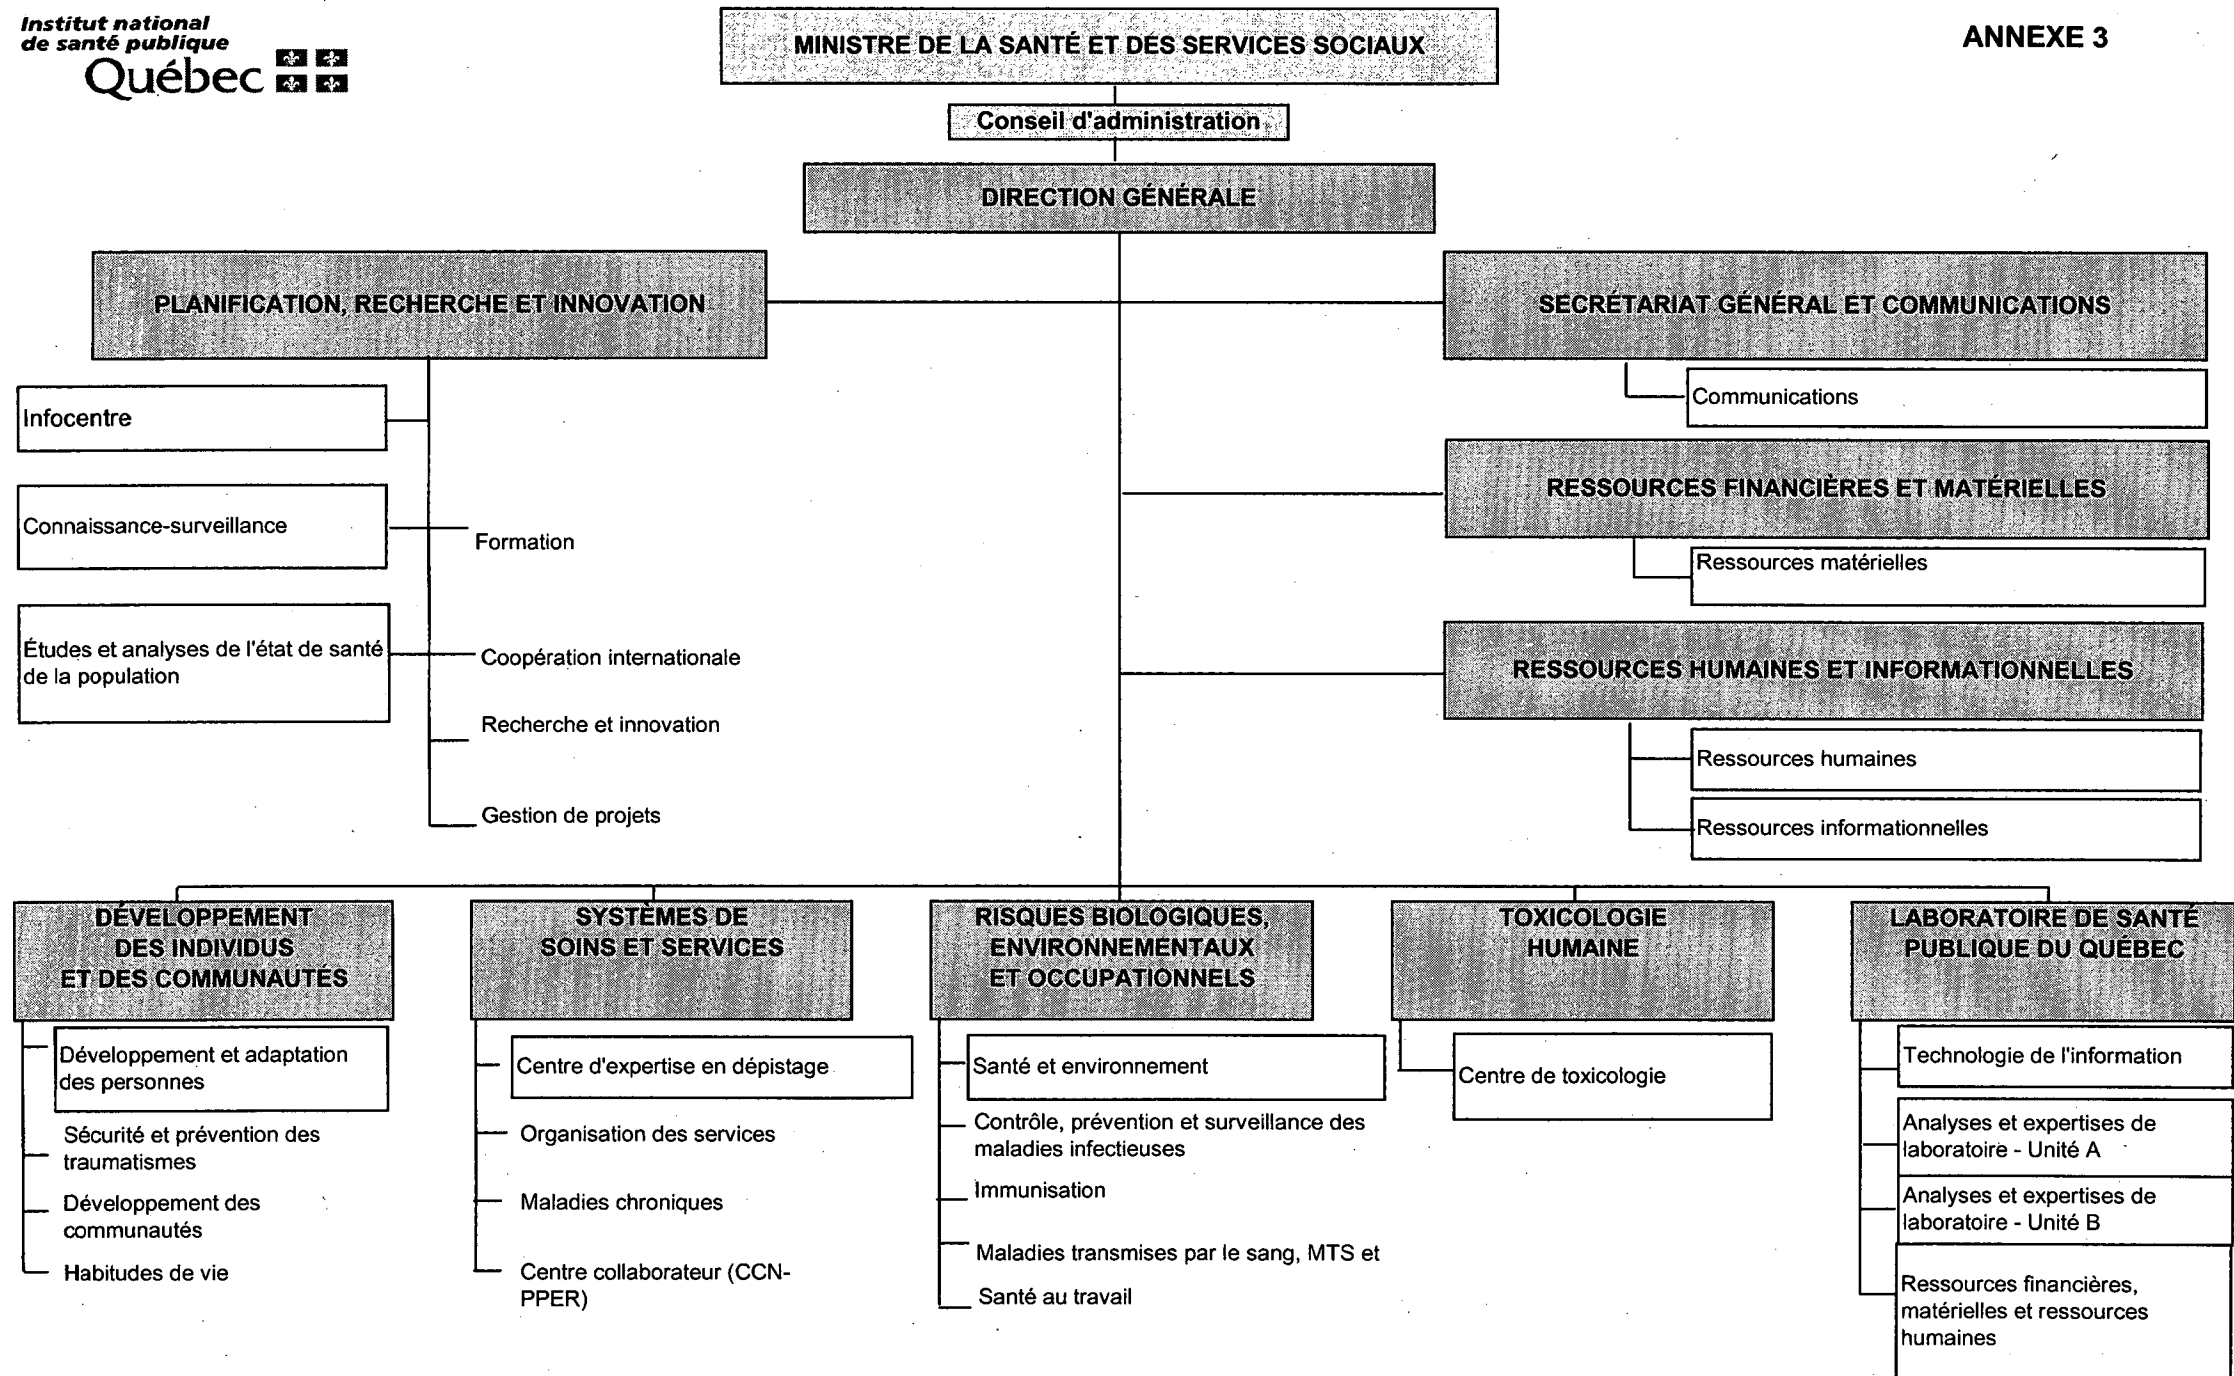 Institut national
de santé publique
Québec
ANNEXE 3
MINISTRE DE LA SANTÉ ET DES SERVICES SOCIAUX
Conseil d'administration
DIRECTION GÉNÉRALE
PLANIFICATION, RECHERCHE ET INNOVATION
Infocentre
Connaissance-surveillance
Formation
Études et analyses de l'état de santé
de la population
Coopération internationale
Recherche et innovation
Gestion de projets
SECRÉTARIAT GÉNÉRAL ET COMMUNICATIONS
Communications
RESSOURCES FINANCIÈRES ET MATÉRIELLES
Ressources matérielles
RESSOURCES HUMAINES ET INFORMATIONNELLES
Ressources humaines
Ressources informationnelles
DÉVELOPPEMENT
DES INDIVIDUS
ET DES COMMUNAUTÉS
Développement et adaptation
des personnes
Sécurité et prévention des
traumatismes
Développement des
communautés
Habitudes de vie
SYSTÈMES DE
SOINS ET SERVICES
Centre d'expertise en dépistage
Organisation des services
Maladies chroniques
Centre collaborateur (CCN-
PPER)
RISQUES BIOLOGIQUES,
ENVIRONNEMENTAUX
ET OCCUPATIONNELS
Santé et environnement
Contrôle, prévention et surveillance des
maladies infectieuses
Immunisation
Maladies transmises par le sang, MTS et
Santé au travail
TOXICOLOGIE
HUMAINE
Centre de toxicologie
LABORATOIRE DE SANTÉ
PUBLIQUE DU QUÉBEC
Technologie de l'information
Analyses et expertises de
laboratoire - Unité A
Analyses et expertises de
laboratoire - Unité B
Ressources financières,
matérielles et ressources
humaines